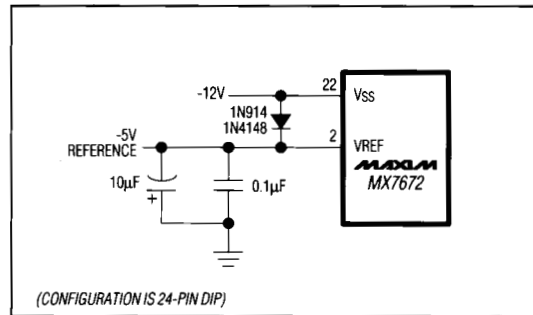 -12V
22
VSS
1N914
1N4148
-5V
REFERENCE
2
VREF
MAXIM
MX7672
10μF
+
0.1μF
(CONFIGURATION IS 24-PIN DIP)